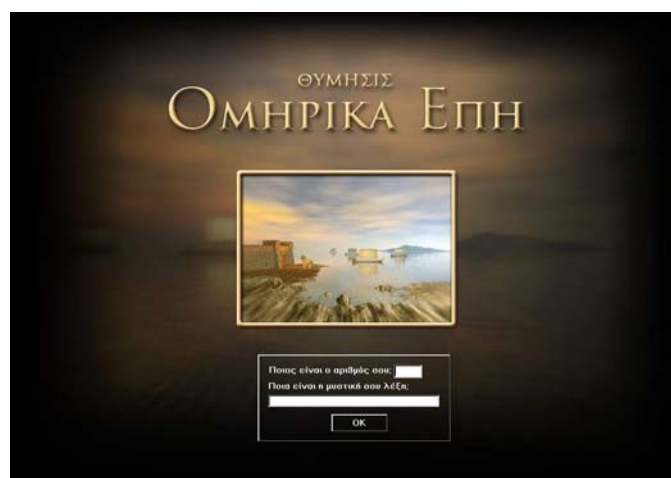 ΘΥΜΗΣΙΣ
ΟΜΗΡΙΚΑ ΕΠΗ
Ποιος είναι ο αριθμός σου;
Ποια είναι η μυστική σου λέξη;
OK